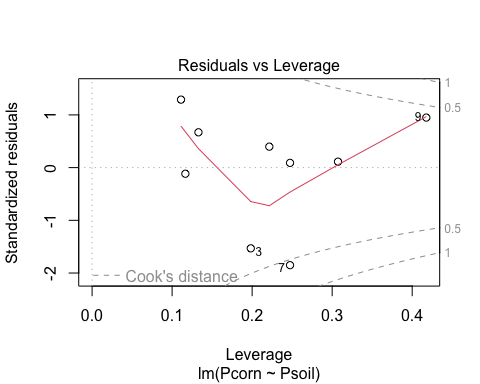 Residuals vs Leverage
Standardized residuals
1
0
-1
-2
1
0.5
0.5
1
9
3
7
Cook's distance
0.0 0.1 0.2 0.3 0.4
Leverage
lm(Pcorn ~ Psoil)